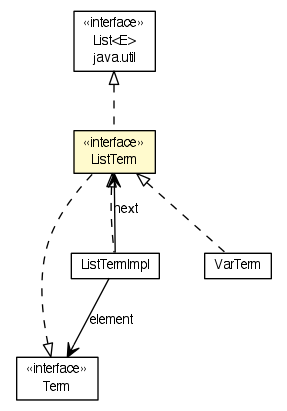 «interface»
List<E>
java.util
«interface»
ListTerm
next
ListTermImpl
VarTerm
element
«interface»
Term